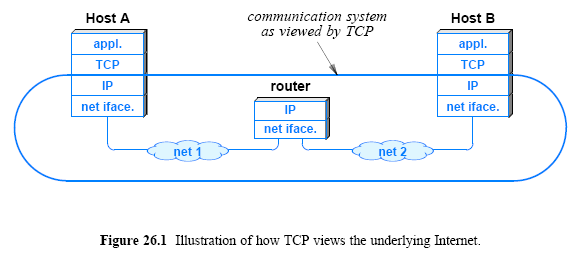 Host A
communication system
as viewed by TCP
Host B
appl.
TCP
IP
net iface.
router
IP
net iface.
appl.
TCP
IP
net iface.
net 1
net 2
Figure 26.1 Illustration of how TCP views the underlying Internet.